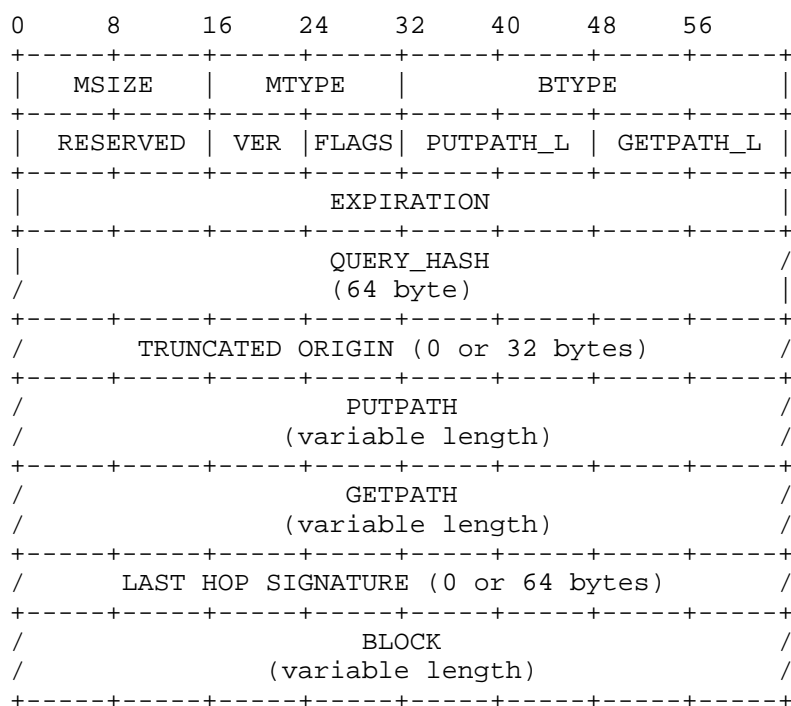 0     8     16    24    32    40    48    56
+-----+-----+-----+-----+-----+-----+-----+-----+
|   MSIZE   |   MTYPE   |        BTYPE          |
+-----+-----+-----+-----+-----+-----+-----+-----+
|  RESERVED | VER |FLAGS| PUTPATH_L | GETPATH_L |
+-----+-----+-----+-----+-----+-----+-----+-----+
|                   EXPIRATION                  |
+-----+-----+-----+-----+-----+-----+-----+-----+
|                   QUERY_HASH                  /
/                   (64 byte)                   |
+-----+-----+-----+-----+-----+-----+-----+-----+
/       TRUNCATED ORIGIN (0 or 32 bytes)        /
+-----+-----+-----+-----+-----+-----+-----+-----+
/                    PUTPATH                    /
/                (variable length)              /
+-----+-----+-----+-----+-----+-----+-----+-----+
/                    GETPATH                    /
/                (variable length)              /
+-----+-----+-----+-----+-----+-----+-----+-----+
/      LAST HOP SIGNATURE (0 or 64 bytes)       /
+-----+-----+-----+-----+-----+-----+-----+-----+
/                     BLOCK                     /
/               (variable length)               /
+-----+-----+-----+-----+-----+-----+-----+-----+